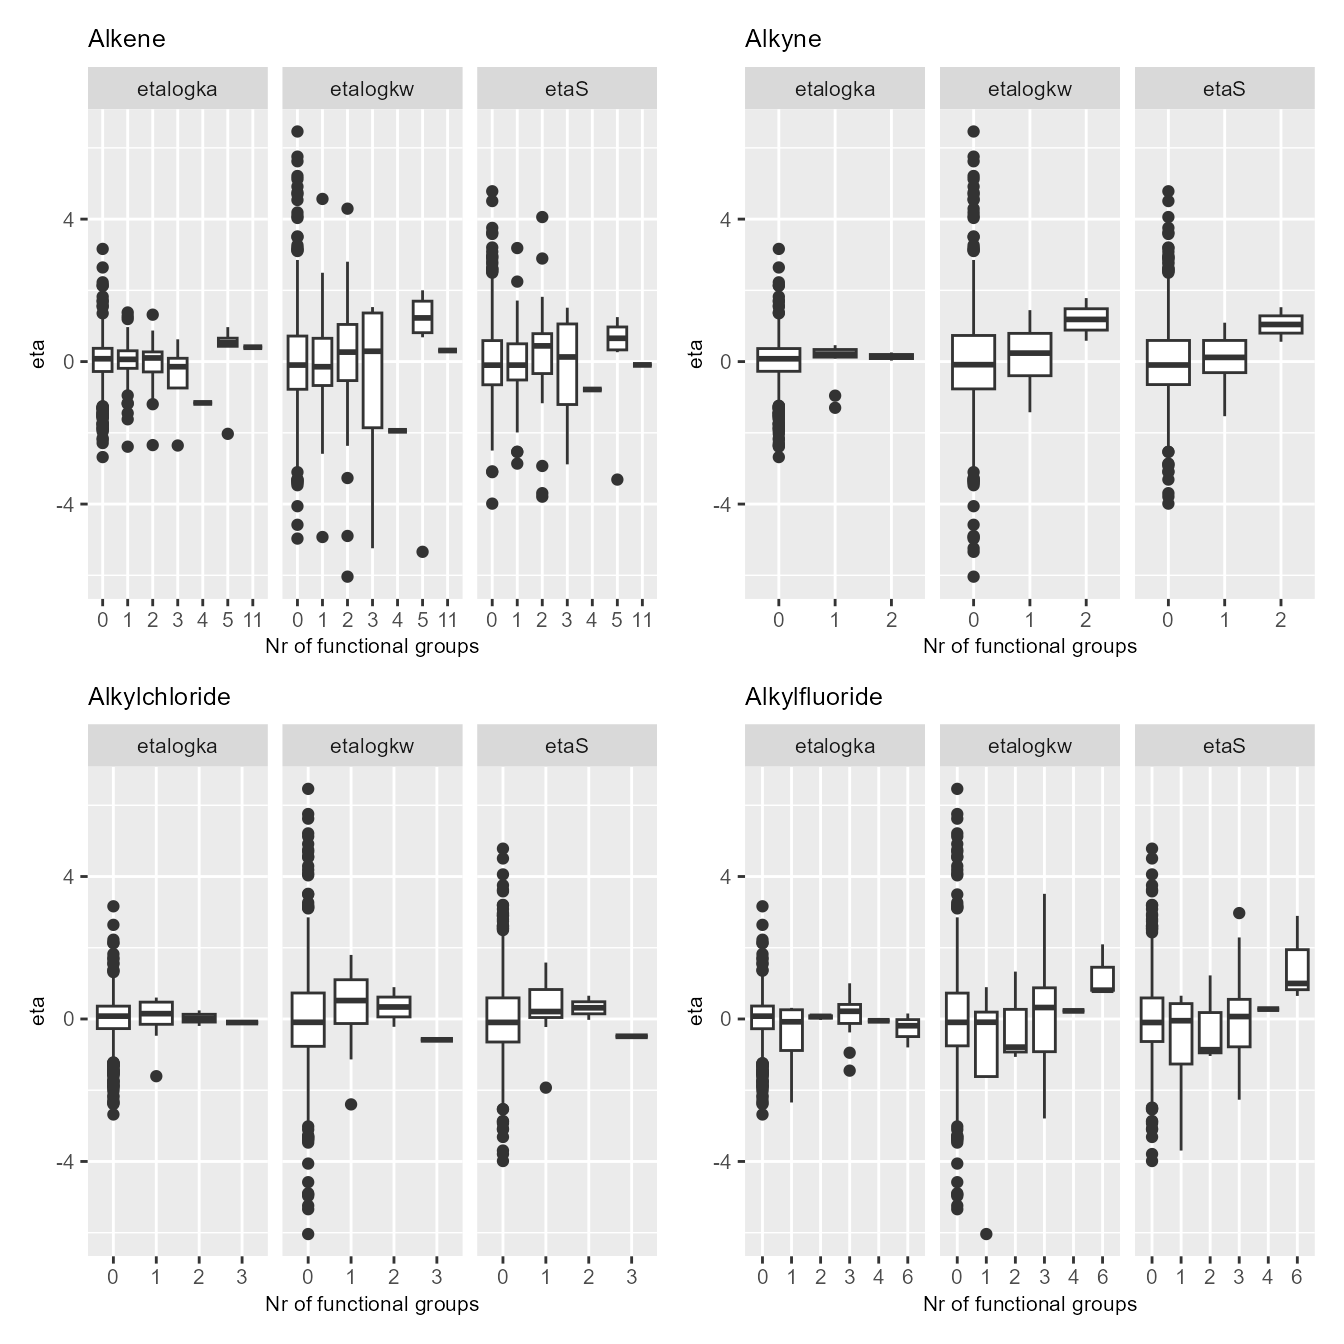 Alkene
etalogka etalogkw etaS
eta
4
0
-4
0 1 2 3 4 5 11 0 1 2 3 4 5 11 0 1 2 3 4 5 11
Nr of functional groups
Alkyne
etalogka etalogkw etaS
eta
4
0
-4
0 1 2 0 1 2 0 1 2
Nr of functional groups
Alkylchloride
etalogka etalogkw etaS
eta
4
0
-4
0 1 2 3 0 1 2 3 0 1 2 3
Nr of functional groups
Alkylfluoride
etalogka etalogkw etaS
eta
4
0
-4
0 1 2 3 4 6 0 1 2 3 4 6 0 1 2 3 4 6
Nr of functional groups